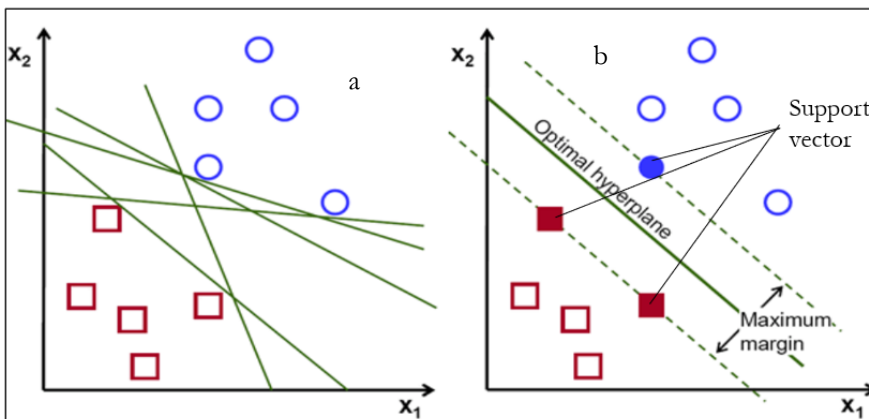 x2
a
x1
x2
b
Support
vector
Optimal hyperplane
Maximum
margin
x1